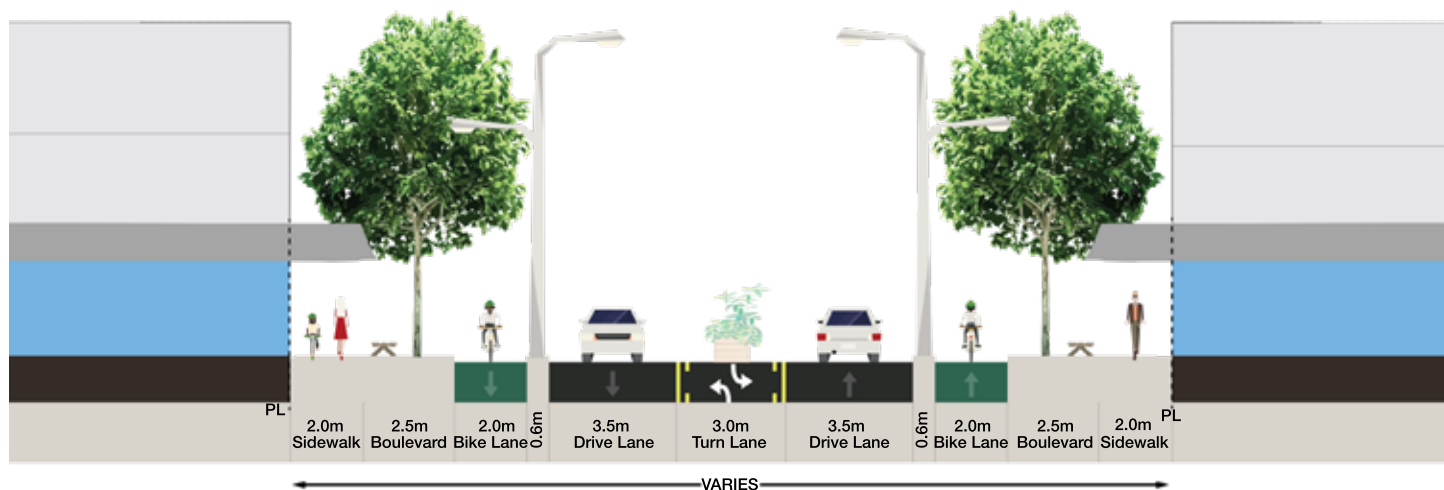 PL
2.0m
Sidewalk
2.5m
Boulevard
2.0m
Bike Lane
0.6m
3.5m
Drive Lane
3.0m
Turn Lane
3.5m
Drive Lane
0.6m
2.0m
Bike Lane
2.5m
Boulevard
2.0m
Sidewalk
PL
VARIES